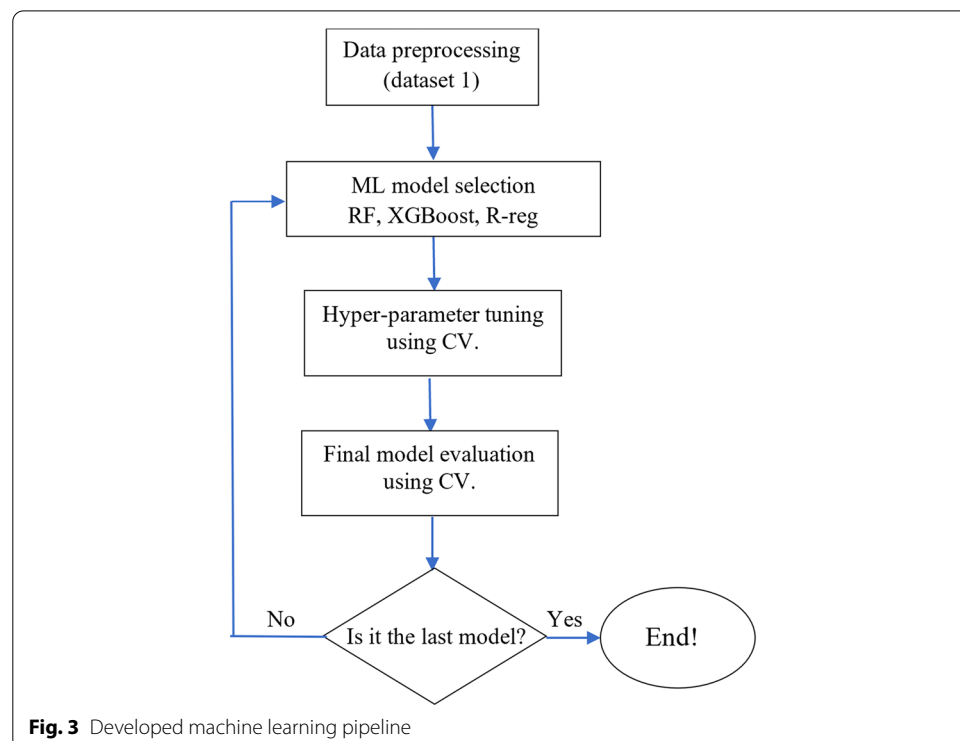 Data preprocessing
(dataset 1)
ML model selection
RF, XGBoost, R-reg
Hyper-parameter tuning
using CV.
Final model evaluation
using CV.
Is it the last model?
No
Yes
End!
Fig. 3 Developed machine learning pipeline